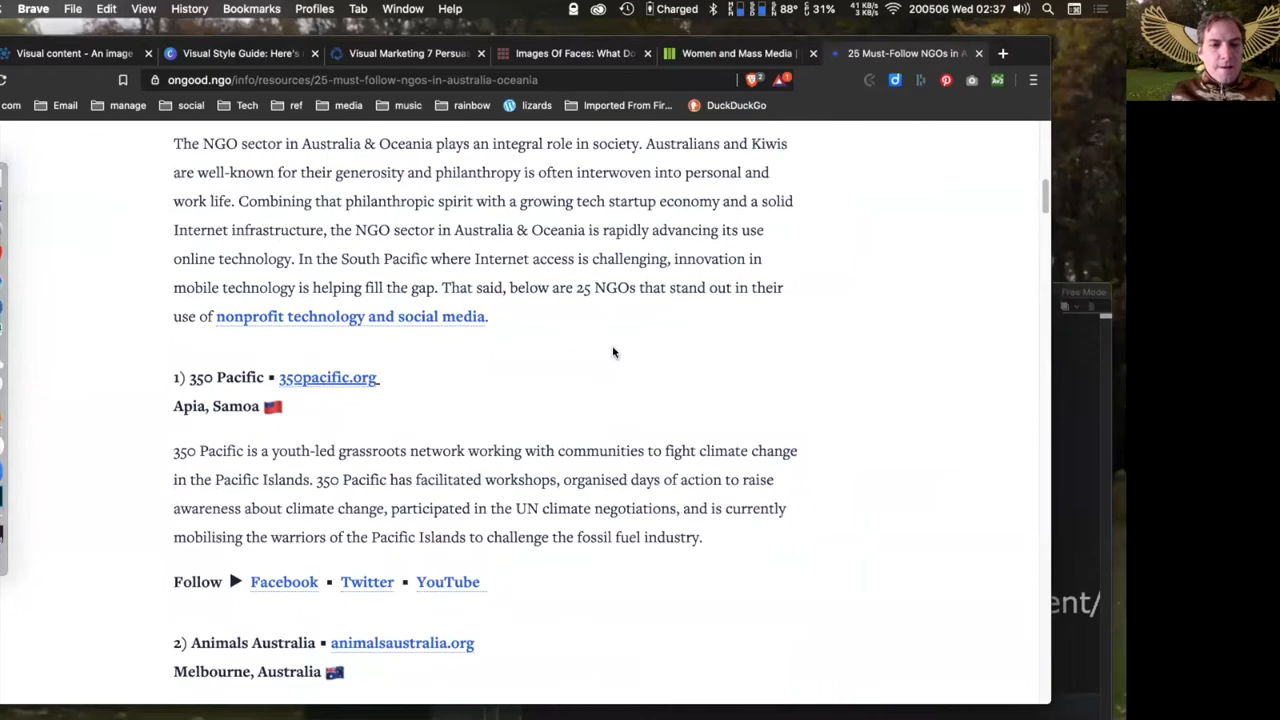 Brave File Edit View History Bookmarks Profiles Tab Window Help Charged 88° 31% 41 KB/s 3 KB/s 200506 Wed 02:37
Visual content - An image Visual Style Guide: Here's Visual Marketing 7 Persua Images Of Faces: What Do Women and Mass Media | 25 Must-Follow NGOs in A
ongood.ngo/info/resources/25-must-follow-ngos-in-australia-oceania 2 1
com Email manage social Tech ref media music rainbow lizards Imported From Fir... DuckDuckGo
The NGO sector in Australia & Oceania plays an integral role in society. Australians and Kiwis
are well-known for their generosity and philanthropy is often interwoven into personal and
work life. Combining that philanthropic spirit with a growing tech startup economy and a solid
Internet infrastructure, the NGO sector in Australia & Oceania is rapidly advancing its use
online technology. In the South Pacific where Internet access is challenging, innovation in
mobile technology is helping fill the gap. That said, below are 25 NGOs that stand out in their
use of nonprofit technology and social media.
Free Mode
1) 350 Pacific ▪ 350pacific.org
Apia, Samoa
350 Pacific is a youth-led grassroots network working with communities to fight climate change
in the Pacific Islands. 350 Pacific has facilitated workshops, organised days of action to raise
awareness about climate change, participated in the UN climate negotiations, and is currently
mobilising the warriors of the Pacific Islands to challenge the fossil fuel industry.
Follow ► Facebook ▪ Twitter ▪ YouTube
ent/
2) Animals Australia ▪ animalsaustralia.org
Melbourne, Australia